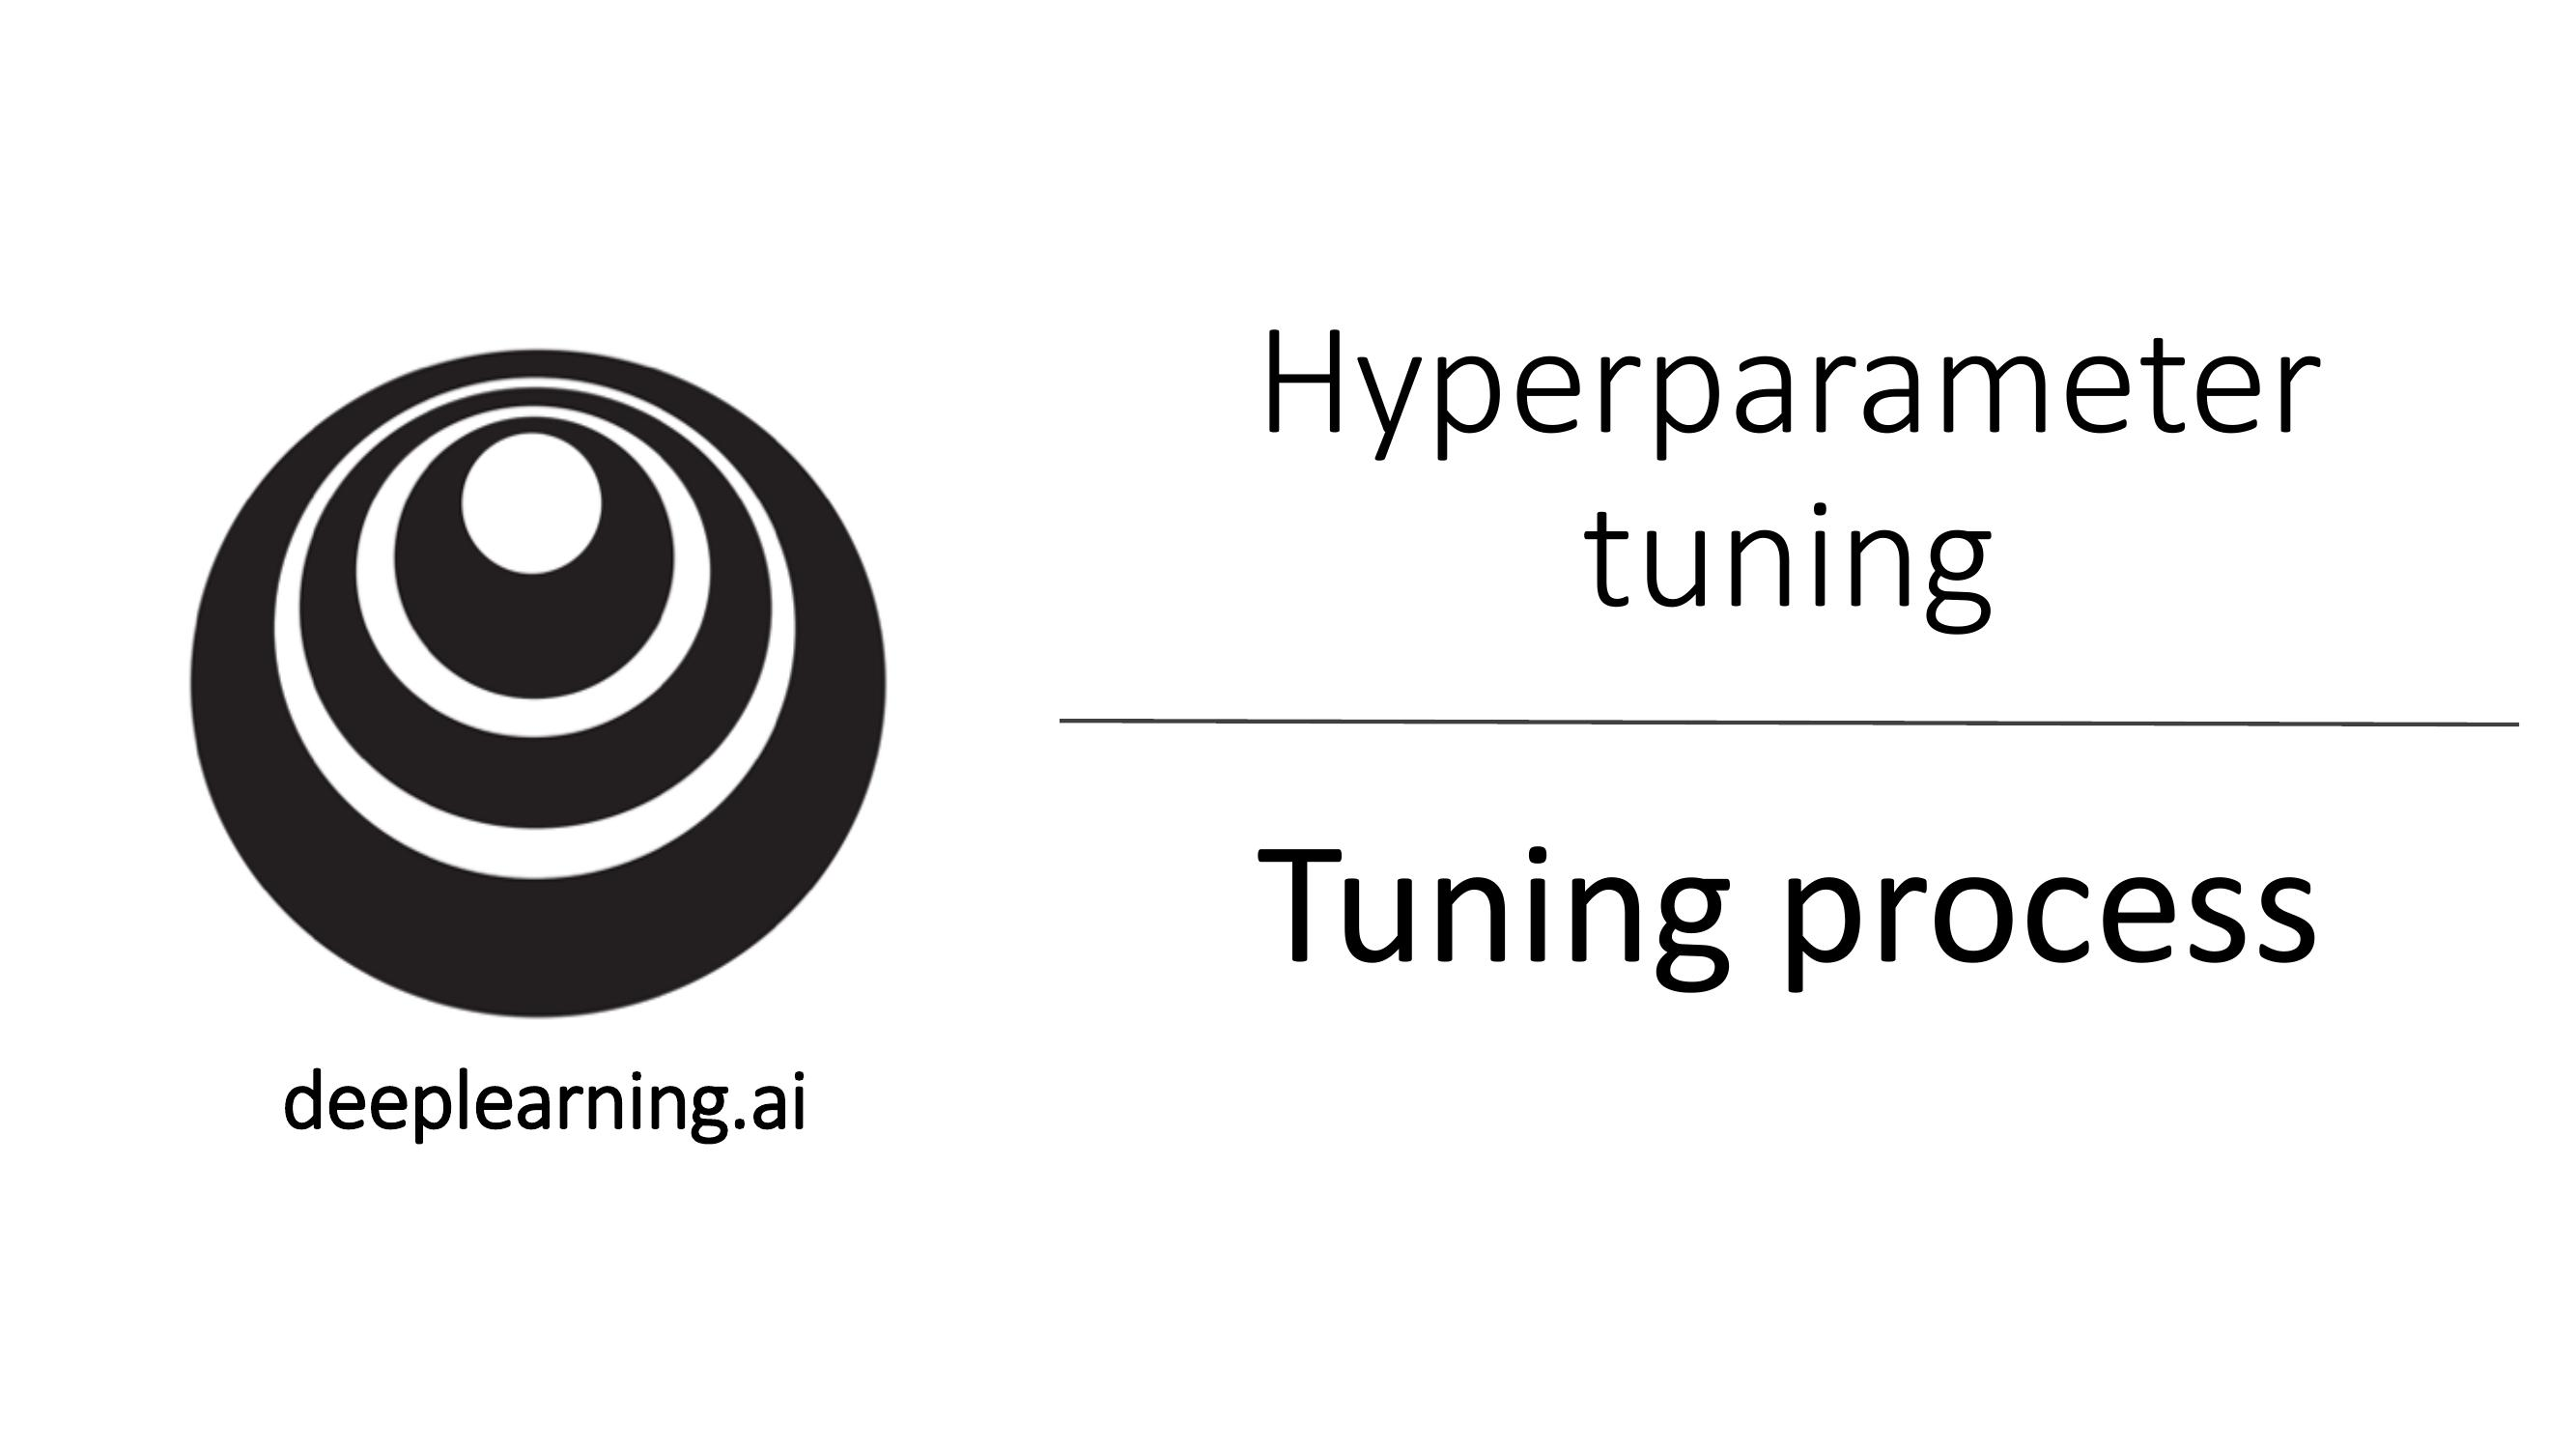 Hyperparameter
tuning
Tuning process
deeplearning.ai